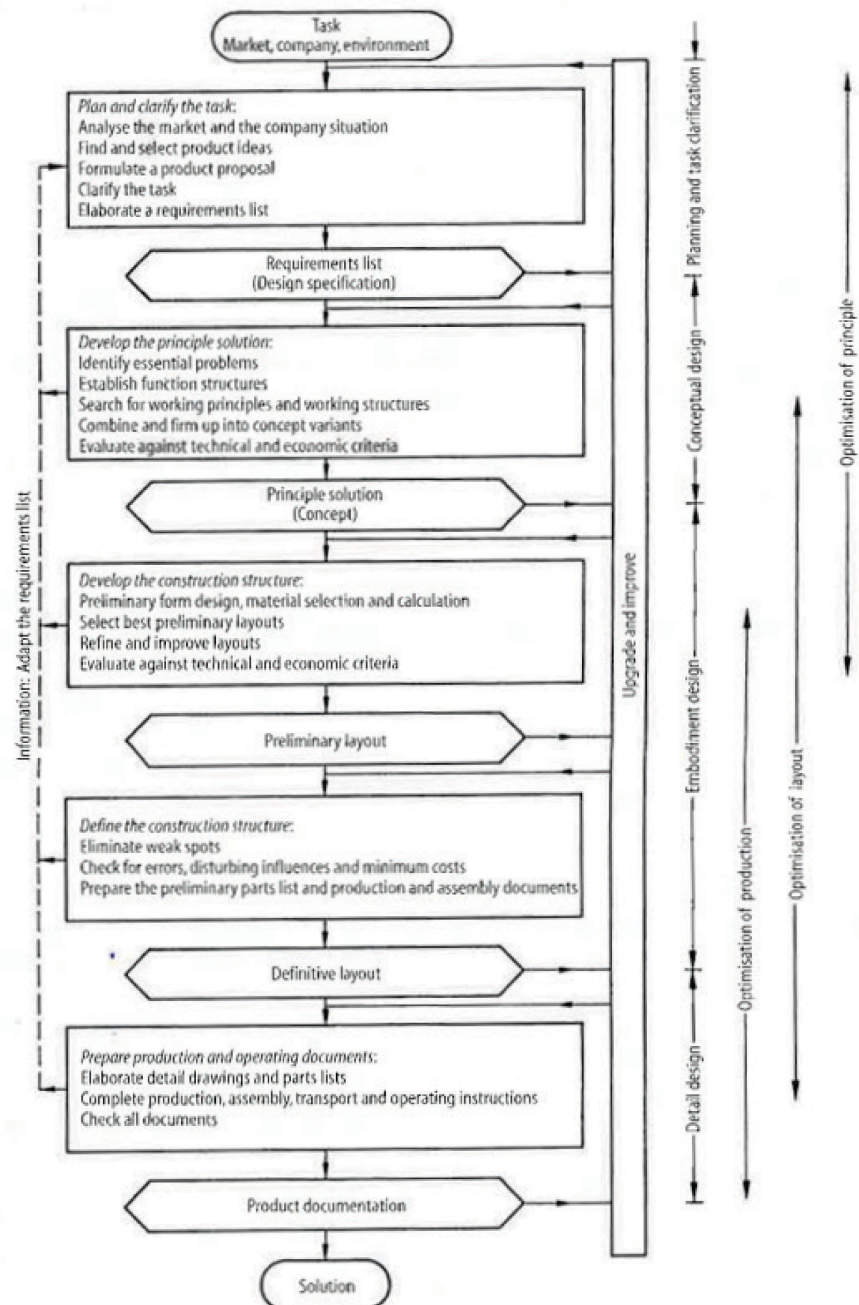 Task
Market, company, environment
Plan and clarify the task:
Analyse the market and the company situation
Find and select product ideas
Formulate a product proposal
Clarify the task
Elaborate a requirements list
Requirements list
(Design specification)
Develop the principle solution:
Identify essential problems
Establish function structures
Search for working principles and working structures
Combine and firm up into concept variants
Evaluate against technical and economic criteria
Principle solution
(Concept)
Develop the construction structure:
Preliminary form design, material selection and calculation
Select best preliminary layouts
Refine and improve layouts
Evaluate against technical and economic criteria
Preliminary layout
Define the construction structure:
Eliminate weak spots
Check for errors, disturbing influences and minimum costs
Prepare the preliminary parts list and production and assembly documents
Definitive layout
Prepare production and operating documents:
Elaborate detail drawings and parts lists
Complete production, assembly, transport and operating instructions
Check all documents
Product documentation
Solution
Information: Adapt the requirements list
Upgrade and improve
Planning and task clarification
Conceptual design
Embodiment design
Detail design
Optimisation of production
Optimisation of layout
Optimisation of principle